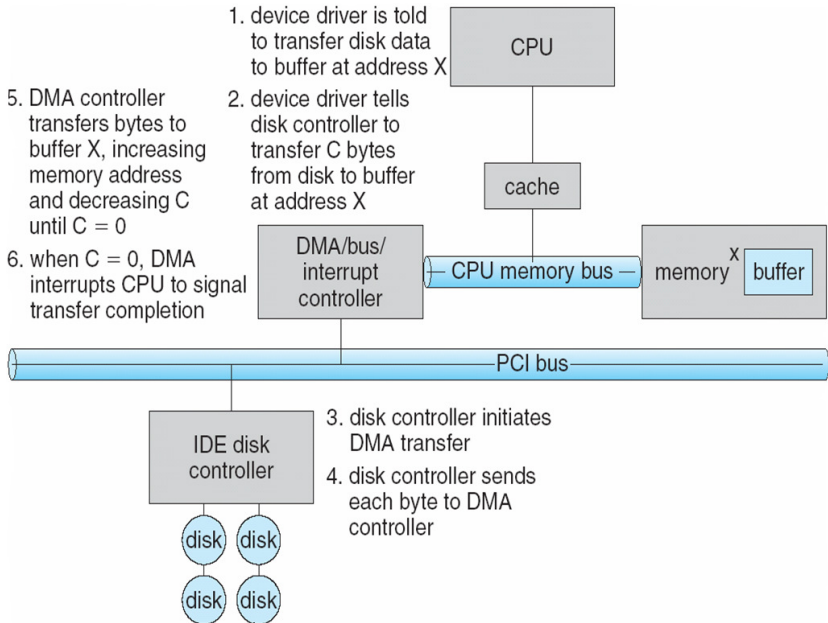 1. device driver is told
to transfer disk data
to buffer at address X
CPU
5. DMA controller
transfers bytes to
buffer X, increasing
memory address
and decreasing C
until C = 0
2. device driver tells
disk controller to
transfer C bytes
from disk to buffer
at address X
cache
6. when C = 0, DMA
interrupts CPU to signal
transfer completion
DMA/bus/
interrupt
controller
CPU memory bus
memory
X
buffer
PCI bus
IDE disk
controller
3. disk controller initiates
DMA transfer
4. disk controller sends
each byte to DMA
controller
disk
disk
disk
disk